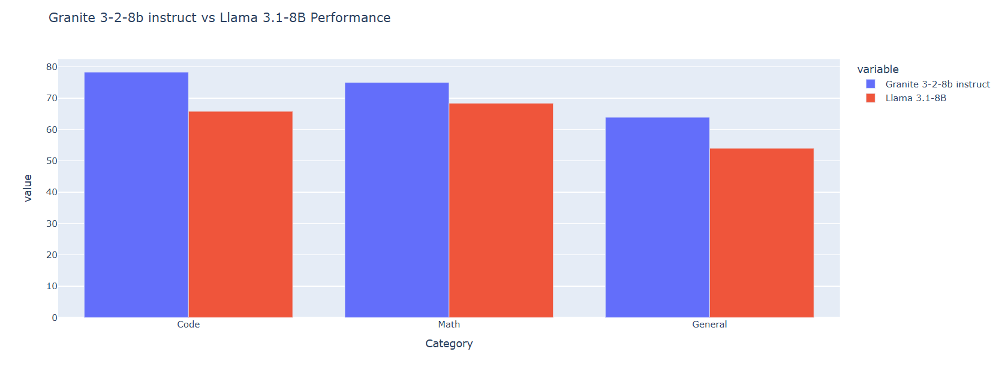 Granite 3-2-8b instruct vs Llama 3.1-8B Performance
variable
Granite 3-2-8b instruct
Llama 3.1-8B
value
80
70
60
50
40
30
20
10
0
Code Math General
Category